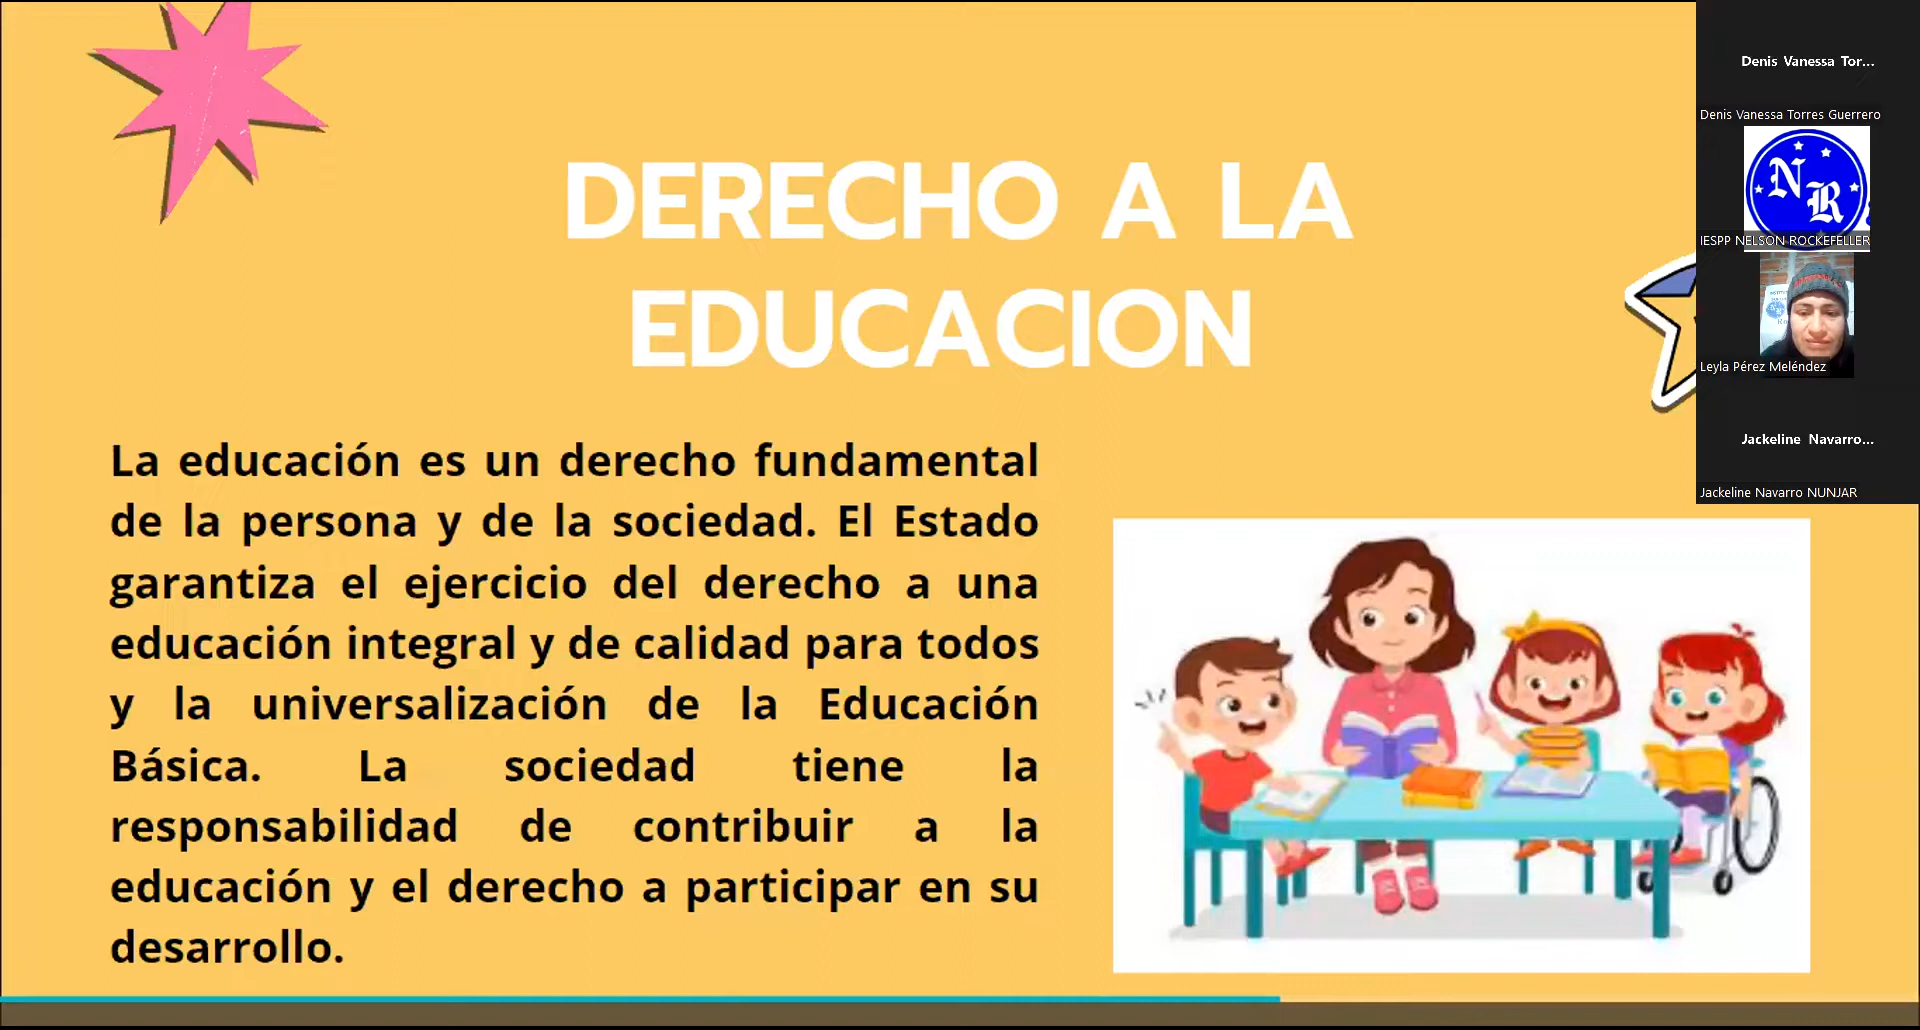 DERECHO A LA
EDUCACION
La educación es un derecho fundamental
de la persona y de la sociedad. El Estado
garantiza el ejercicio del derecho a una
educación integral y de calidad para todos
y la universalización de la Educación
Básica. La sociedad tiene la
responsabilidad de contribuir a la
educación y el derecho a participar en su
desarrollo.
Denis Vanessa Tor...
Denis Vanessa Torres Guerrero
N
R
IESPP NELSON ROCKEFELLER
Leyla Pérez Meléndez
Jackeline Navarro...
Jackeline Navarro NUNJAR